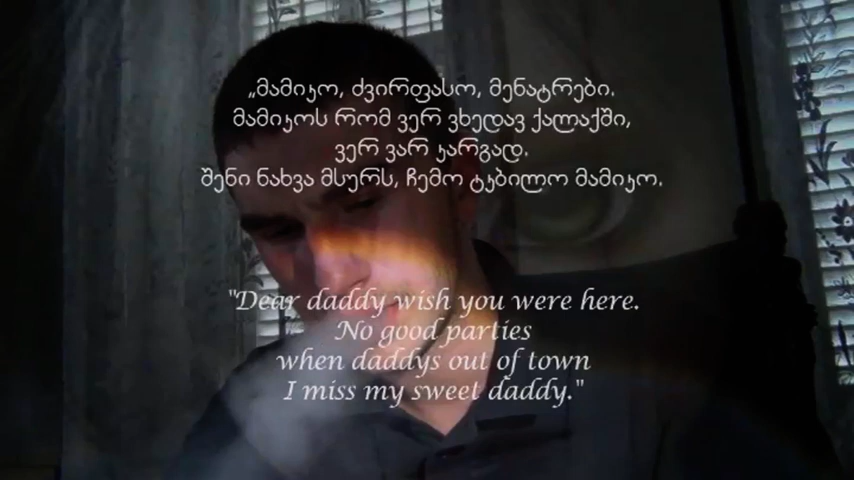 „მამიკო, ძვირფასო, მენატრები.
მამიკოს რომ ვერ ვხედავ ქალაქში,
ვერ ვარ კარგად.
შენი ნახვა მსურს, ჩემო ტკბილო მამიკო.
"Dear daddy wish you were here.
No good parties
when daddys out of town
I miss my sweet daddy."